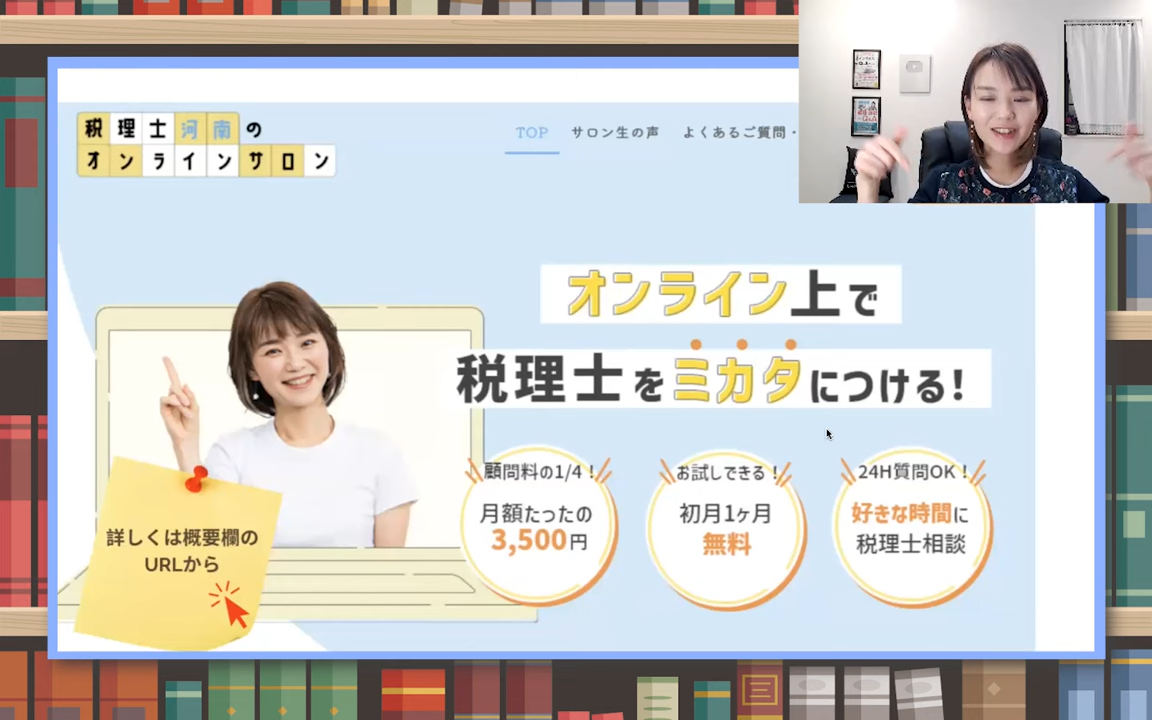 税理士河南の
オンラインサロン
TOP サロン生の声 よくあるご質問・
オンライン上で
税理士をミカタにつける!
顧問料の1/4!
月額たったの
3,500円
お試しできる!
初月1ヶ月
無料
24H質問OK!
好きな時間に
税理士相談
詳しくは概要欄の
URLから